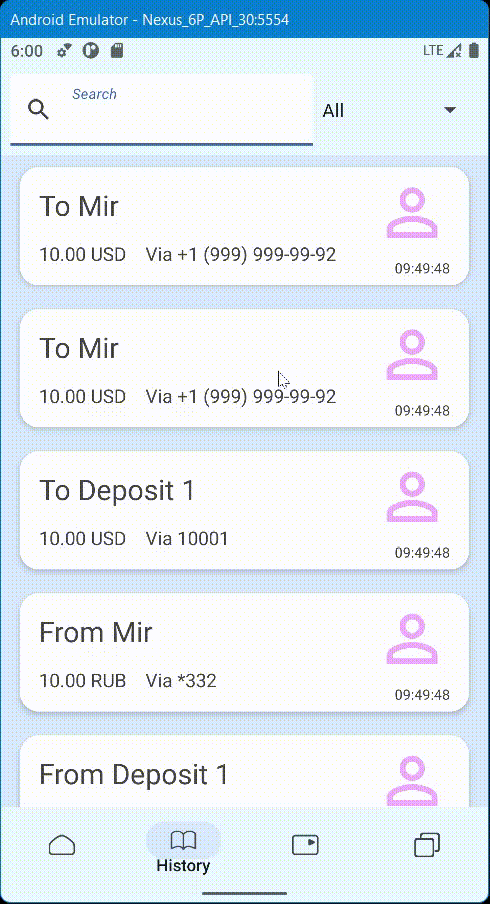 Android Emulator - Nexus_6P_API_30:5554
6:00 LTE
Search
All
To Mir
10.00 USD Via +1 (999) 999-99-92
09:49:48
To Mir
10.00 USD Via +1 (999) 999-99-92
09:49:48
To Deposit 1
10.00 USD Via 10001
09:49:48
From Mir
10.00 RUB Via *332
09:49:48
From Deposit 1
History